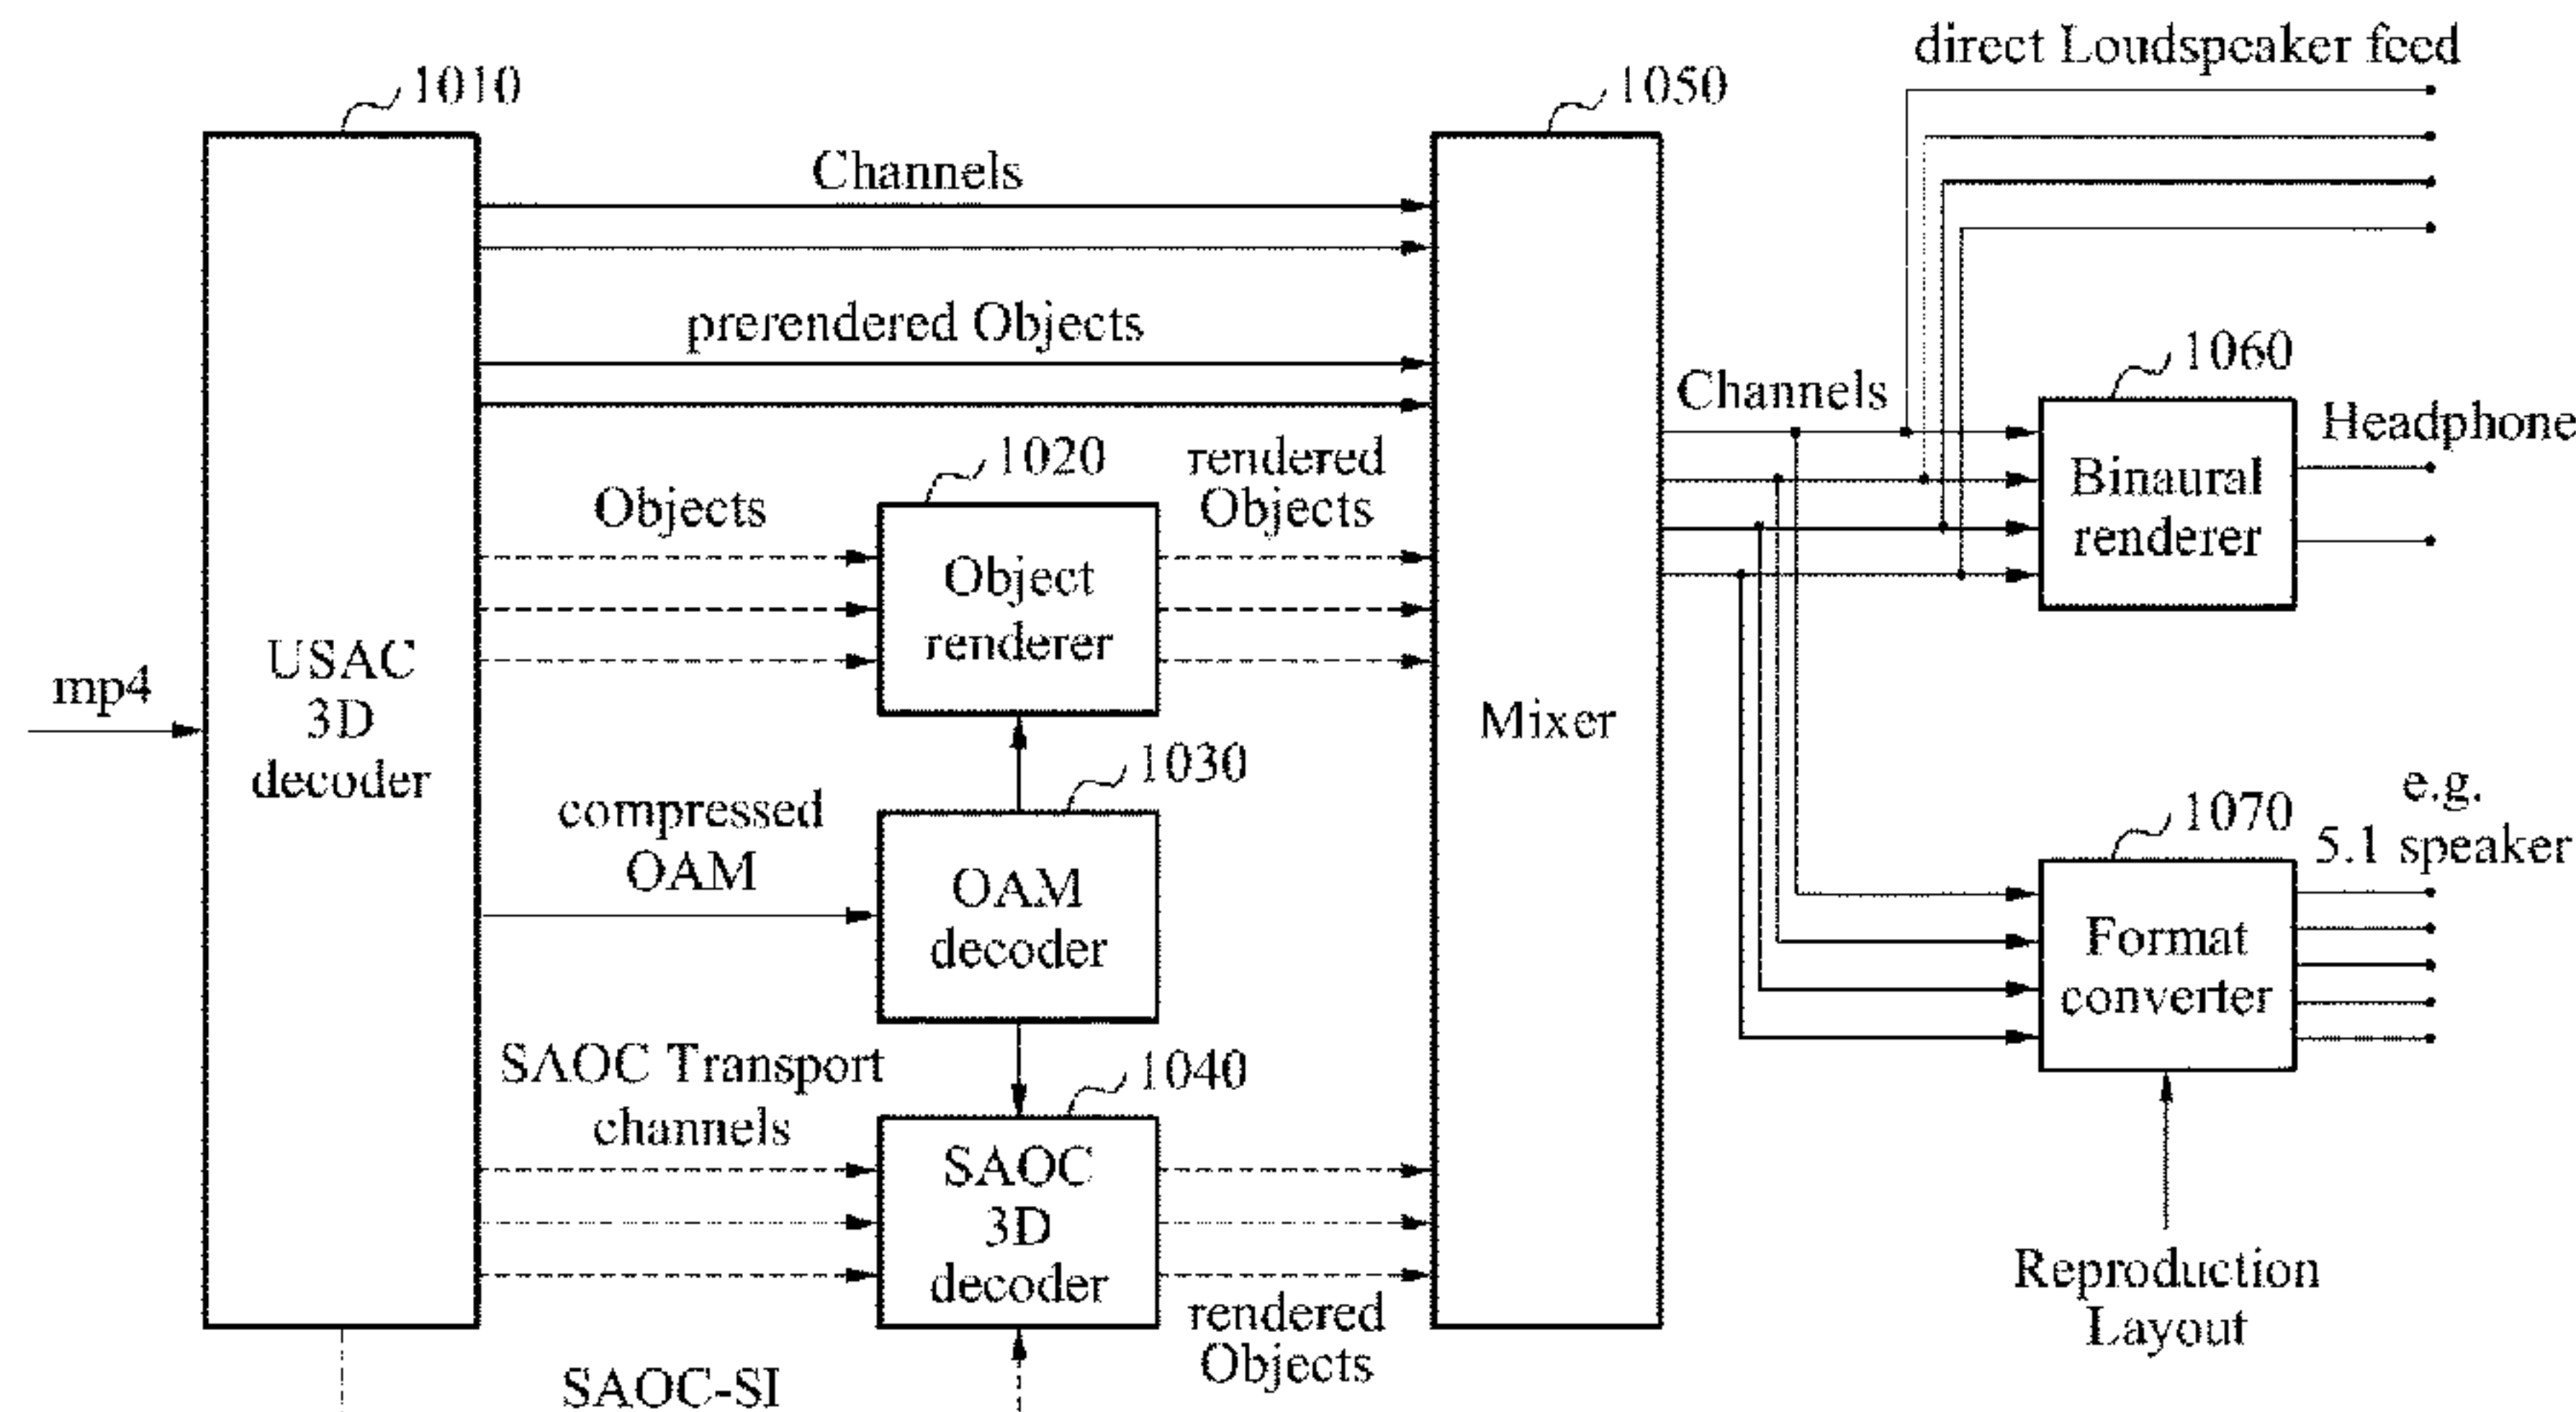 direct Loudspeaker feed
1010
1050
Channels
prerendered Objects
1060
Channels
Headphone
Binaural
renderer
1020
rendered
Objects
Objects
Object
renderer
mp4
USAC
3D
decoder
Mixer
1030
compressed
OAM
OAM
decoder
e.g.
5.1 speaker
1070
Format
converter
SAOC Transport
channels
1040
SAOC
3D
decoder
rendered
Objects
Reproduction
Layout
SAOC-SI